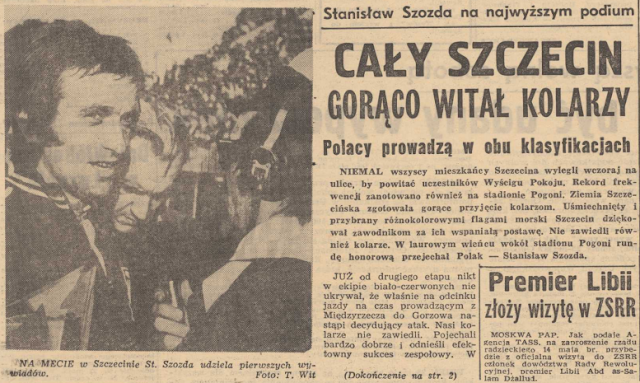 Stanisław Szozda na najwyższym podium
CAŁY SZCZECIN
GORĄCO WITAŁ KOLARZY
Polacy prowadzą w obu klasyfikacjach
NIEMAL wszyscy mieszkańcy Szczecina wylegli wczoraj na
ulice, by powitać uczestników Wyścigu Pokoju. Rekord frek-
wencji zanotowano również na stadionie Pogoni. Ziemia Szcze-
cińska zgotowała gorące przyjęcie kolarzom. Uśmiechnięty i
przybrany różnokolorowymi flagami morski Szczecin dzięko-
wał zawodnikom za ich wspaniałą postawę. Nie zawiedli rów-
nież kolarze. W laurowym wieńcu wokół stadionu Pogoni run-
dę honorową przejechał Polak — Stanisław Szozda.
JUŻ od drugiego etapu nikt
w ekipie biało-czerwonych nie
ukrywał, że właśnie na odcinku
jazdy na czas prowadzącym z
Międzyrzecza do Gorzowa na-
stąpi decydujący atak. Nasi ko-
larze nie zawiedli. Pojechali
bardzo dobrze i odnieśli efek-
towny sukces zespołowy. W
(Dokończenie na str. 2)
Premier Libii
złoży wizytę w ZSRR
MOSKWA PAP. Jak podaje A-
gencja TASS, na zaproszenie rządu
radzieckiego 14 maja br. przybę-
dzie z oficjalną wizytą do ZSRR
członek dowództwa Rady Rewolu-
cyjnej, premier Libii Abd as-Sa-
lam Dżallud.
NA MECIE w Szczecinie St. Szozda udziela pierwszych wy-
wiadów.
Foto: T. Wit